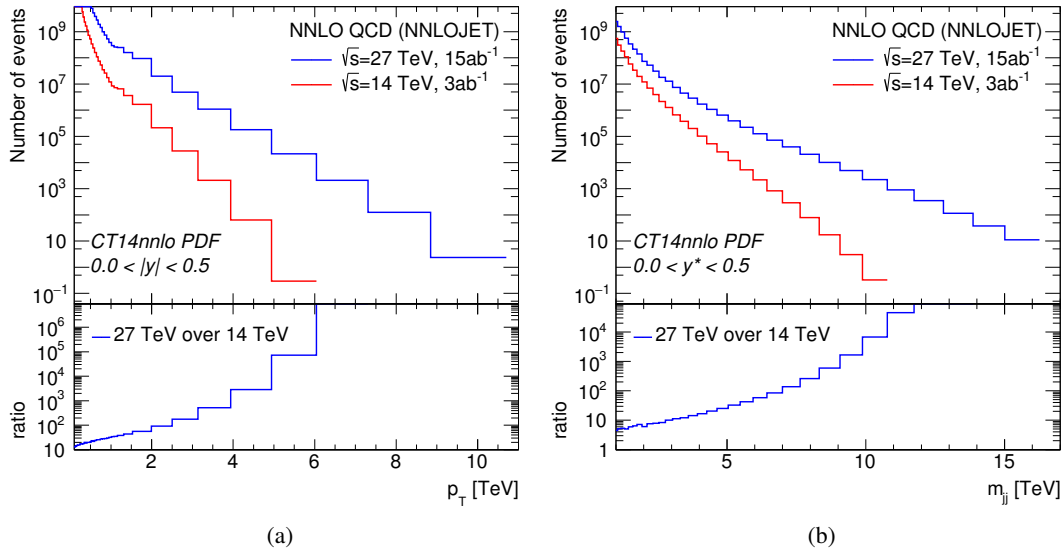 NNLO QCD (NNLOJET)
√s=27 TeV, 15ab⁻¹
√s=14 TeV, 3ab⁻¹
Number of events
10⁹
10⁷
10⁵
10³
10
10⁻¹
CT14nnlo PDF
0.0 < |y| < 0.5
27 TeV over 14 TeV
ratio
10⁶
10⁵
10⁴
10³
10²
10
2 4 6 8 10
p_T [TeV]
(a)
NNLO QCD (NNLOJET)
√s=27 TeV, 15ab⁻¹
√s=14 TeV, 3ab⁻¹
Number of events
10⁹
10⁷
10⁵
10³
10
10⁻¹
CT14nnlo PDF
0.0 < y* < 0.5
27 TeV over 14 TeV
ratio
10⁴
10³
10²
10
1
5 10 15
m_jj [TeV]
(b)